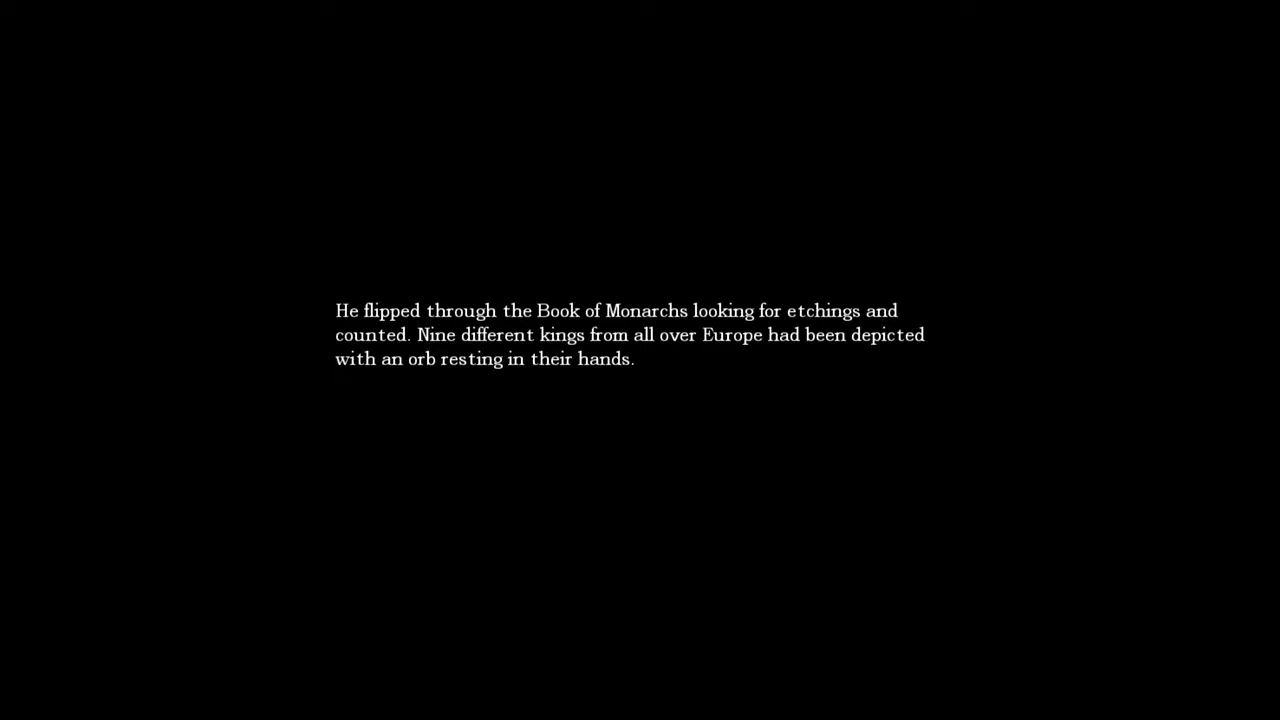 He flipped through the Book of Monarchs looking for etchings and
counted. Nine different kings from all over Europe had been depicted
with an orb resting in their hands.